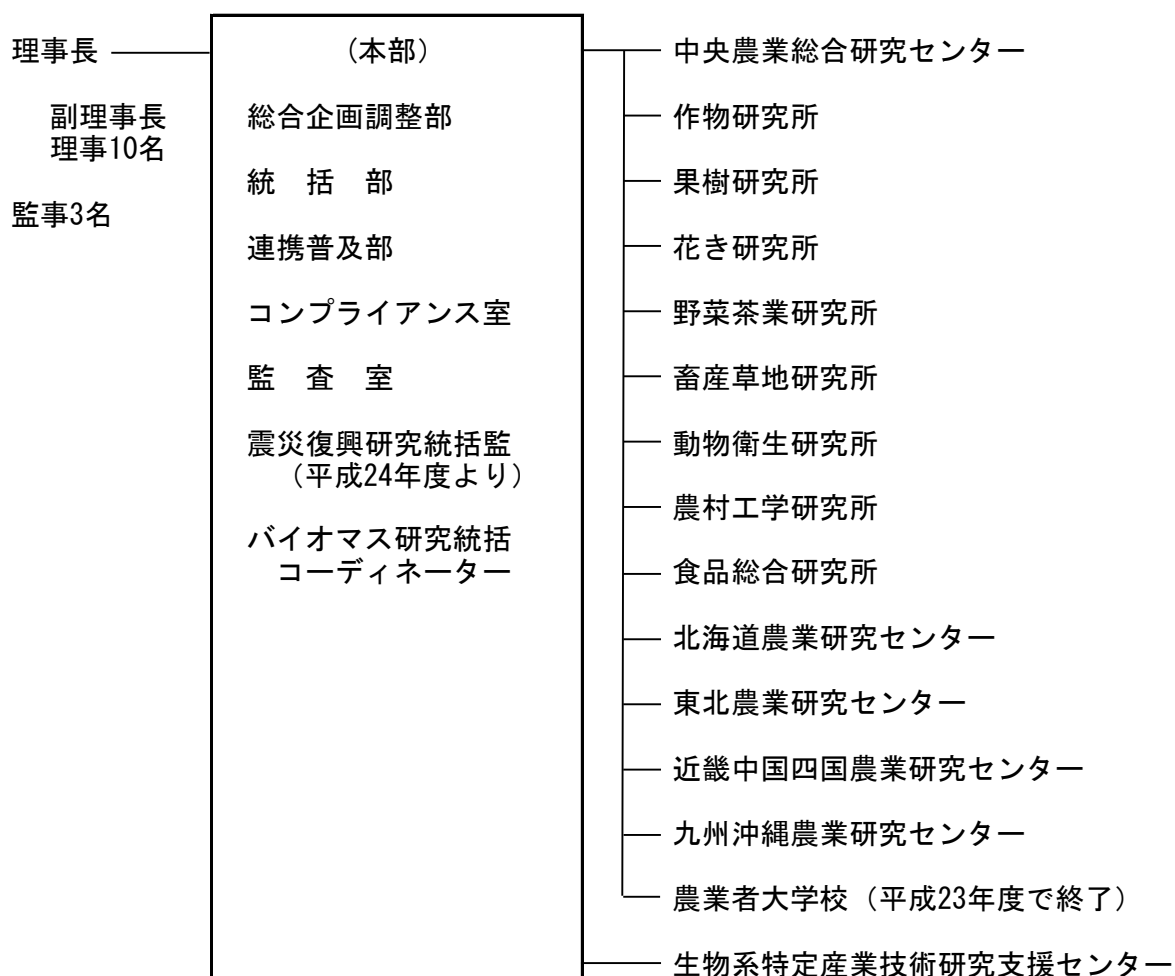 理事長
副理事長
理事10名
監事3名
（本部）
総合企画調整部
統　括　部
連携普及部
コンプライアンス室
監　査　室
震災復興研究統括監
（平成24年度より）
バイオマス研究統括
コーディネーター
中央農業総合研究センター
作物研究所
果樹研究所
花き研究所
野菜茶業研究所
畜産草地研究所
動物衛生研究所
農村工学研究所
食品総合研究所
北海道農業研究センター
東北農業研究センター
近畿中国四国農業研究センター
九州沖縄農業研究センター
農業者大学校（平成23年度で終了）
生物系特定産業技術研究支援センター